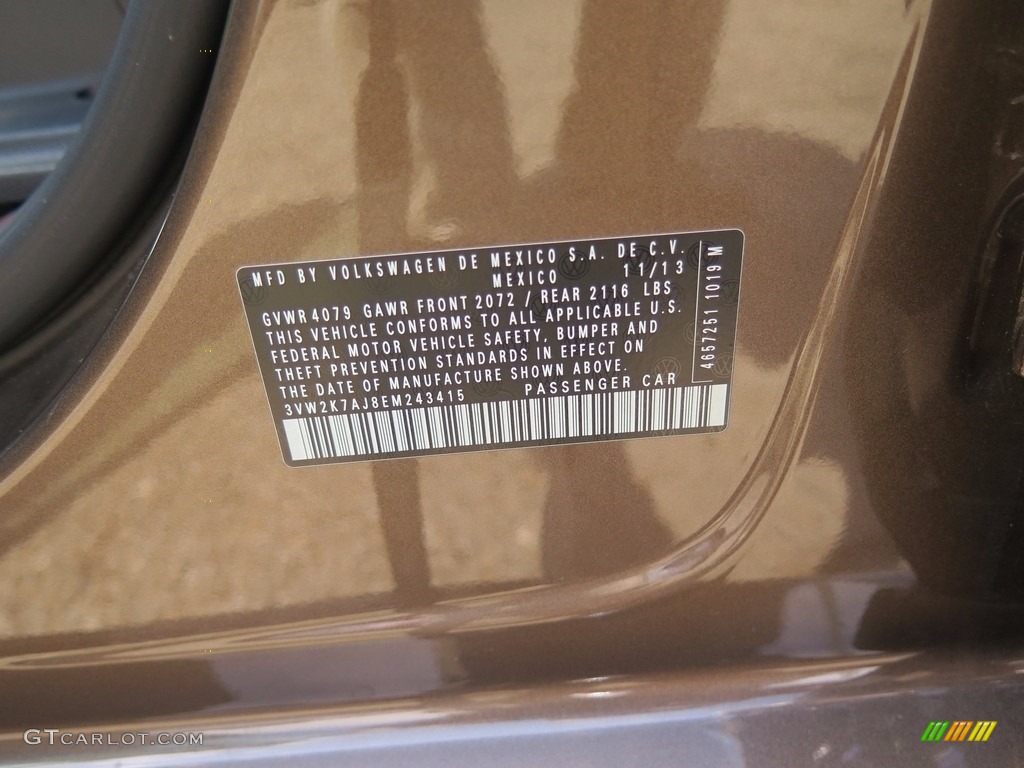 MFD BY VOLKSWAGEN DE MEXICO S.A. DE C.V.
MEXICO 11/13
GVWR 4079 GAWR FRONT 2072 / REAR 2116 LBS
THIS VEHICLE CONFORMS TO ALL APPLICABLE U.S.
FEDERAL MOTOR VEHICLE SAFETY, BUMPER AND
THEFT PREVENTION STANDARDS IN EFFECT ON
THE DATE OF MANUFACTURE SHOWN ABOVE.
3VW2K7AJ8EM243415 PASSENGER CAR
4657251 1019 M
GTCARLOT.COM